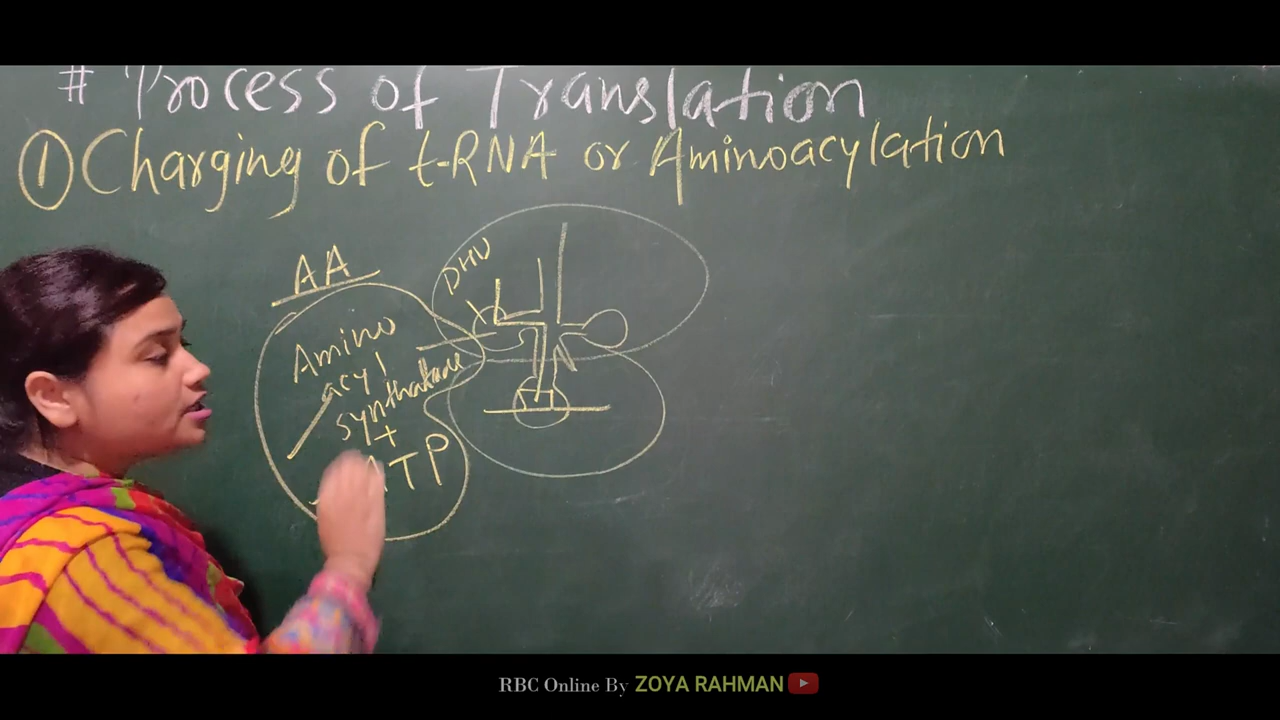 # Process of Translation
① Charging of t-RNA or Aminoacylation
AA
DHU
Amino
acyl
synthatase
+
ATP
RBC Online By ZOYA RAHMAN